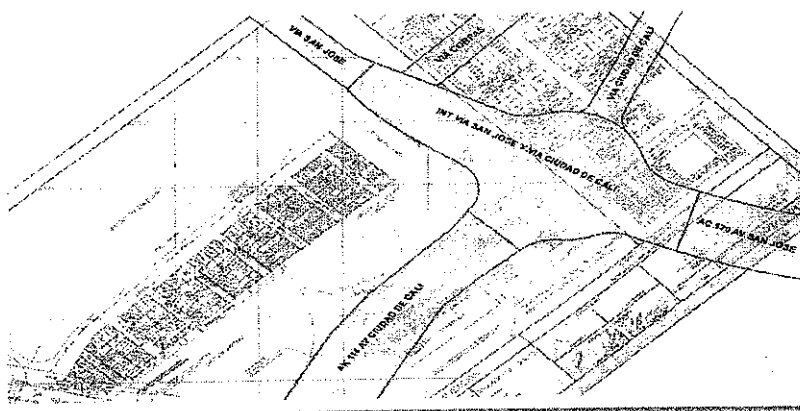 VIA SAN JOSE
VIA CORPAS
VIA CIUDAD DE CALI
INT VIA SAN JOSE X VIA CIUDAD DE CALI
AC 170 AV SAN JOSE
AK 114 AV CIUDAD DE CALI